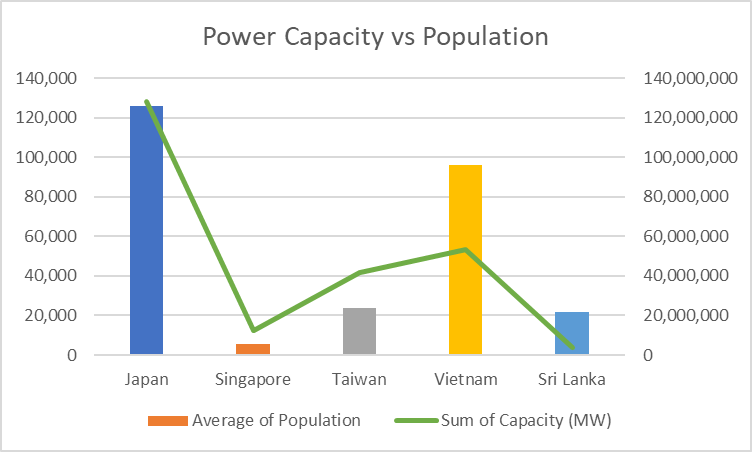 Power Capacity vs Population
140,000 140,000,000
120,000 120,000,000
100,000 100,000,000
80,000 80,000,000
60,000 60,000,000
40,000 40,000,000
20,000 20,000,000
0 0
Japan Singapore Taiwan Vietnam Sri Lanka
Average of Population Sum of Capacity (MW)